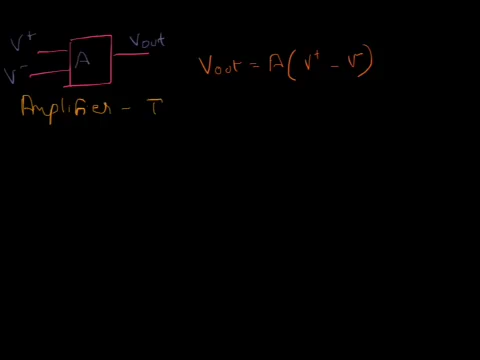 V+ Vout
V- A
Vout = A(V+ - V-)
Amplifier - T